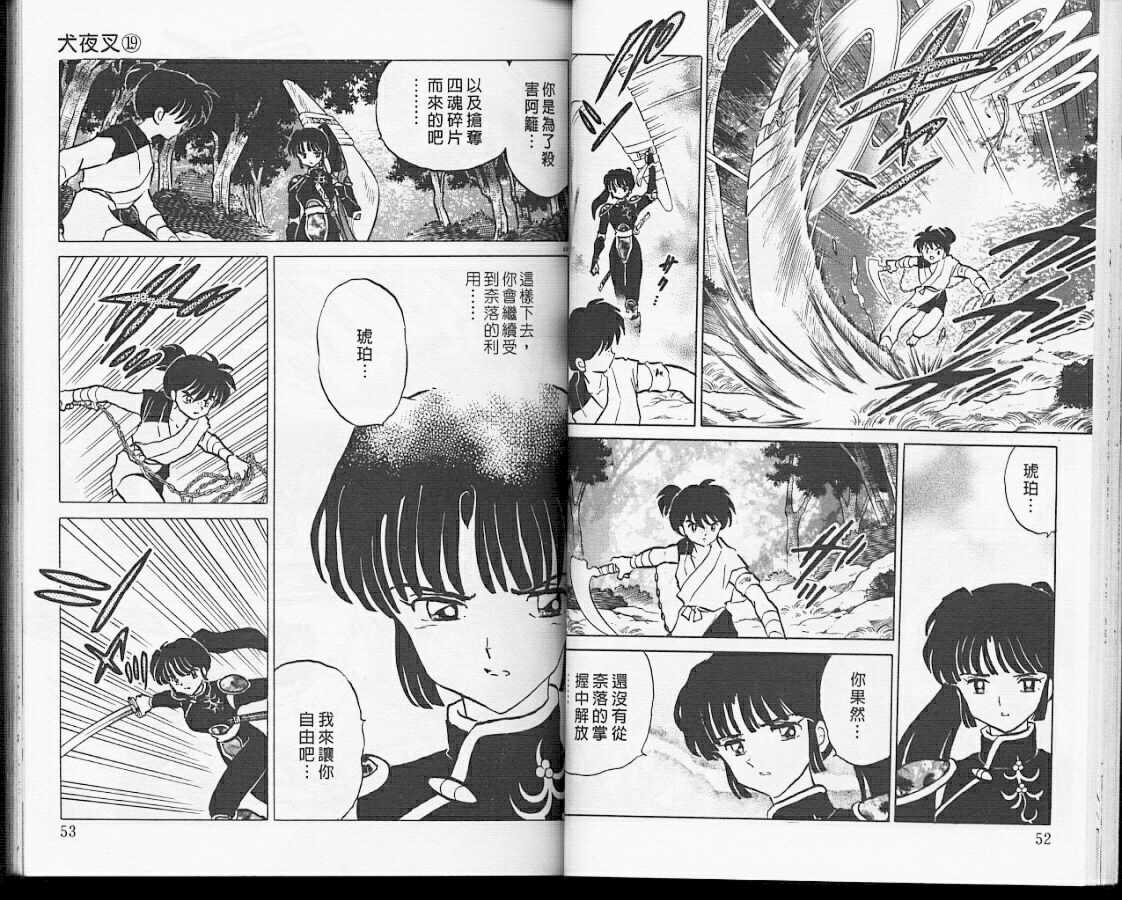 犬夜叉⑲
琥珀…
你果然…
還沒有從
奈落的掌
握中解放
………
你是為了殺
害阿籬…
以及搶奪
四魂碎片
而來的吧
………
這樣下去，
你會繼續受
到奈落的利
用……
琥珀…
我來讓你
自由吧…
53
52